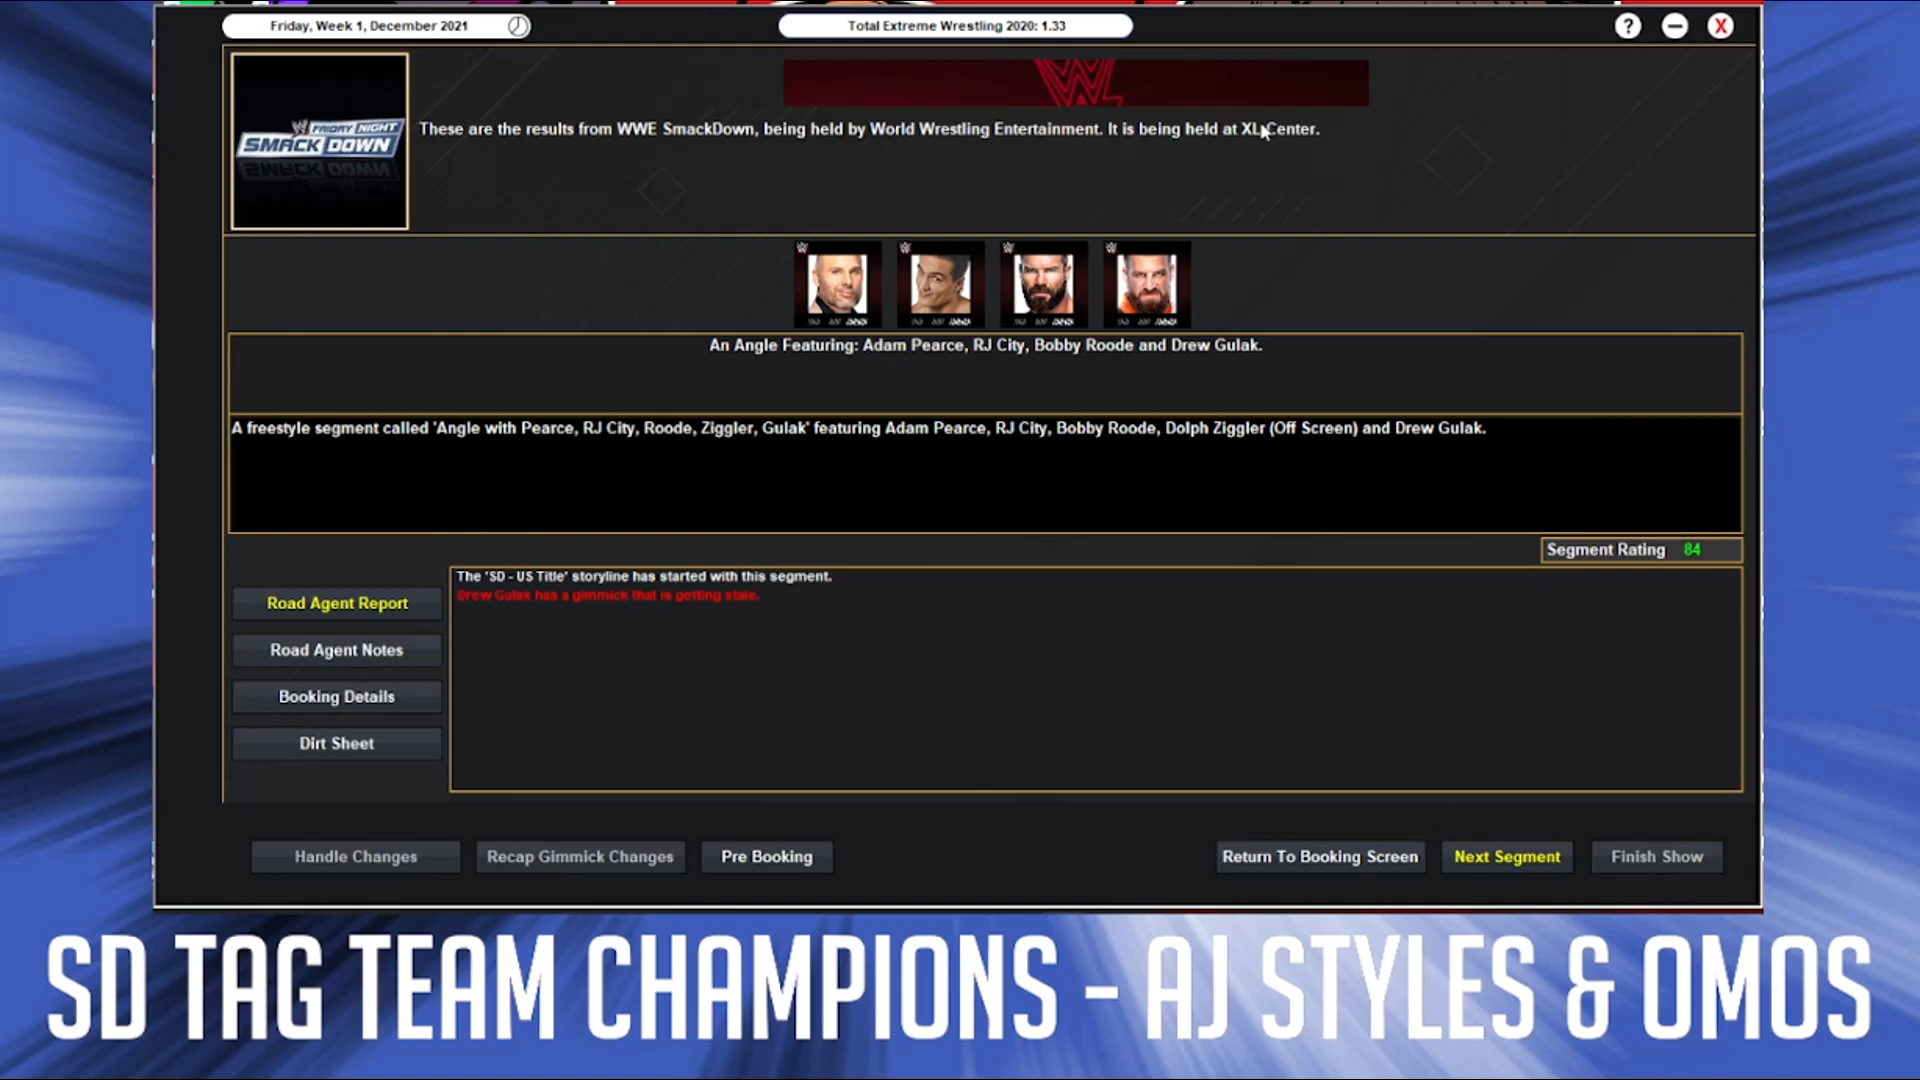 Friday, Week 1, December 2021
Total Extreme Wrestling 2020: 1.33
?
X
FRIDAY NIGHT
SMACK DOWN
These are the results from WWE SmackDown, being held by World Wrestling Entertainment. It is being held at XL Center.
An Angle Featuring: Adam Pearce, RJ City, Bobby Roode and Drew Gulak.
A freestyle segment called 'Angle with Pearce, RJ City, Roode, Ziggler, Gulak' featuring Adam Pearce, RJ City, Bobby Roode, Dolph Ziggler (Off Screen) and Drew Gulak.
Segment Rating 84
The 'SD - US Title' storyline has started with this segment.
Drew Gulak has a gimmick that is getting stale.
Road Agent Report
Road Agent Notes
Booking Details
Dirt Sheet
Handle Changes
Recap Gimmick Changes
Pre Booking
Return To Booking Screen
Next Segment
Finish Show
SD TAG TEAM CHAMPIONS - AJ STYLES & OMOS